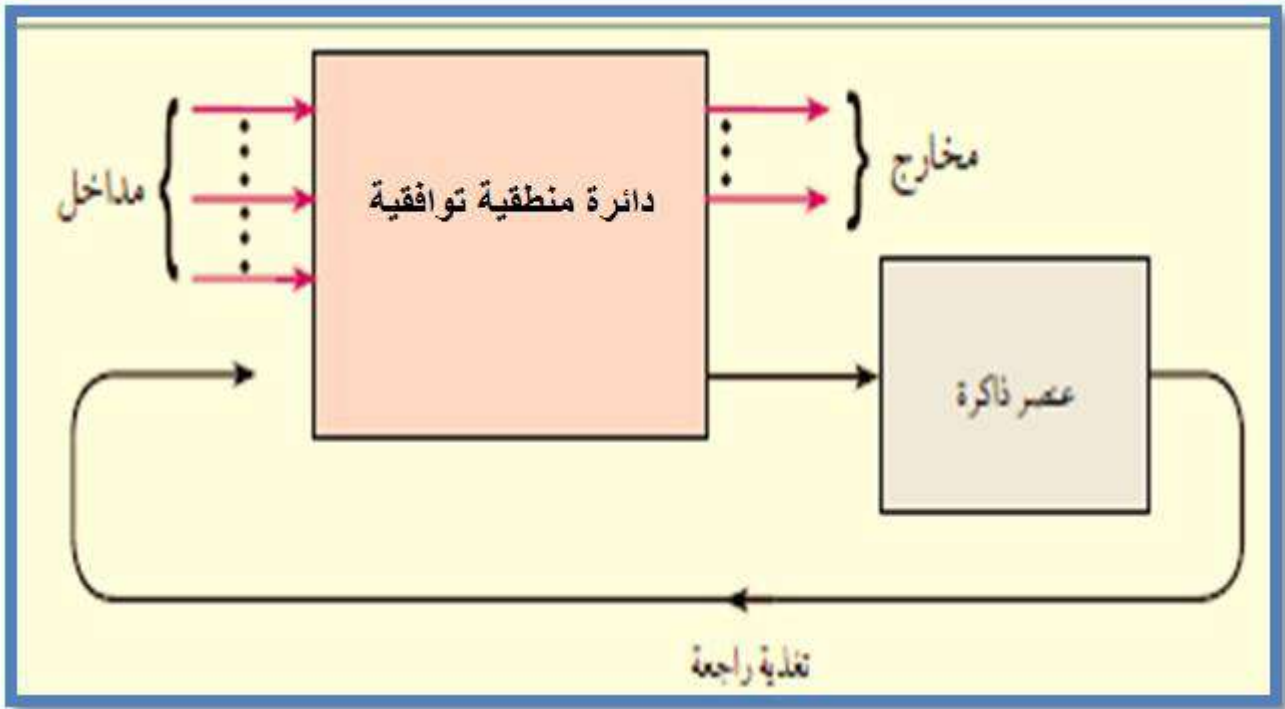 مخارج
دائرة منطقية توافقية
مداخل
عنصر ذاكرة
تغذية راجعة